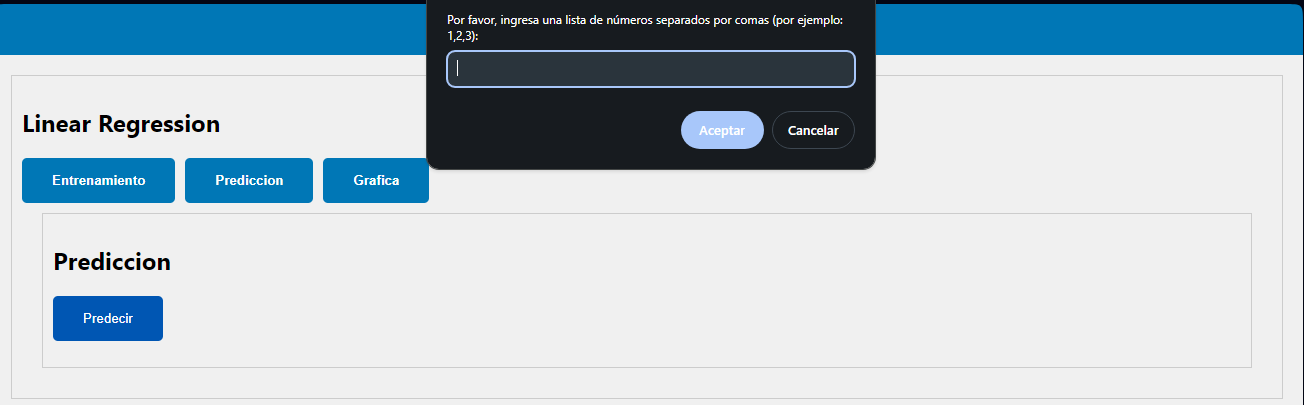 Por favor, ingresa una lista de números separados por comas (por ejemplo:
1,2,3):
Aceptar
Cancelar
Linear Regression
Entrenamiento
Prediccion
Grafica
Prediccion
Predecir